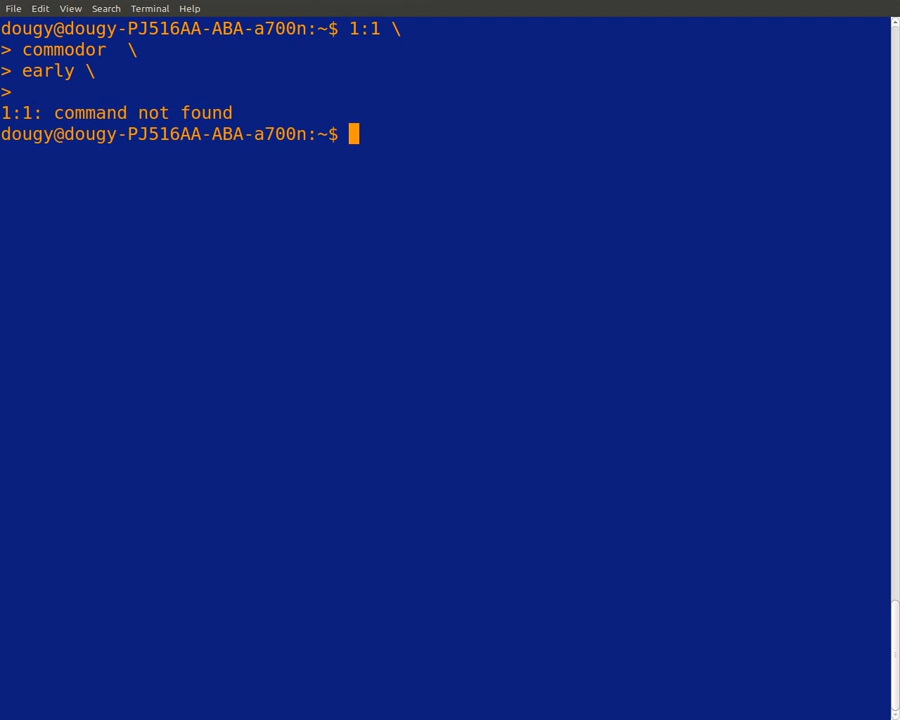 File Edit View Search Terminal Help
dougy@dougy-PJ516AA-ABA-a700n:~$ 1:1 \
> commodor  \
> early \
>
1:1: command not found
dougy@dougy-PJ516AA-ABA-a700n:~$